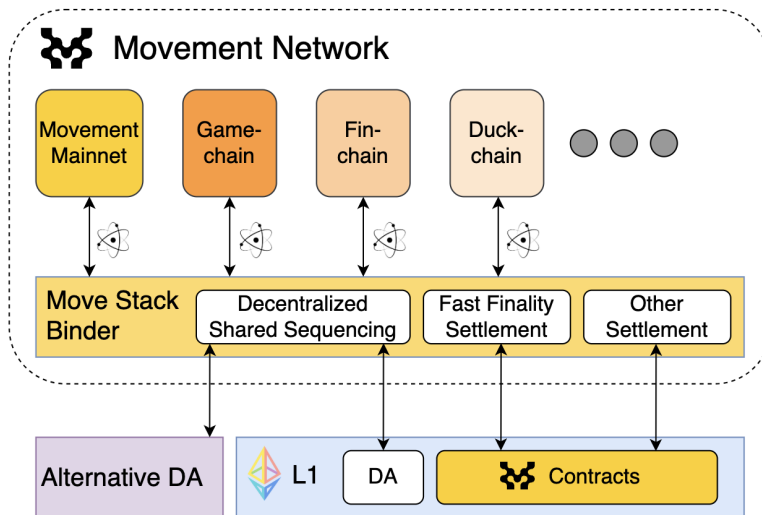 Movement Network
Movement
Mainnet
Game-
chain
Fin-
chain
Duck-
chain
Move Stack
Binder
Decentralized
Shared Sequencing
Fast Finality
Settlement
Other
Settlement
Alternative DA
L1
DA
Contracts